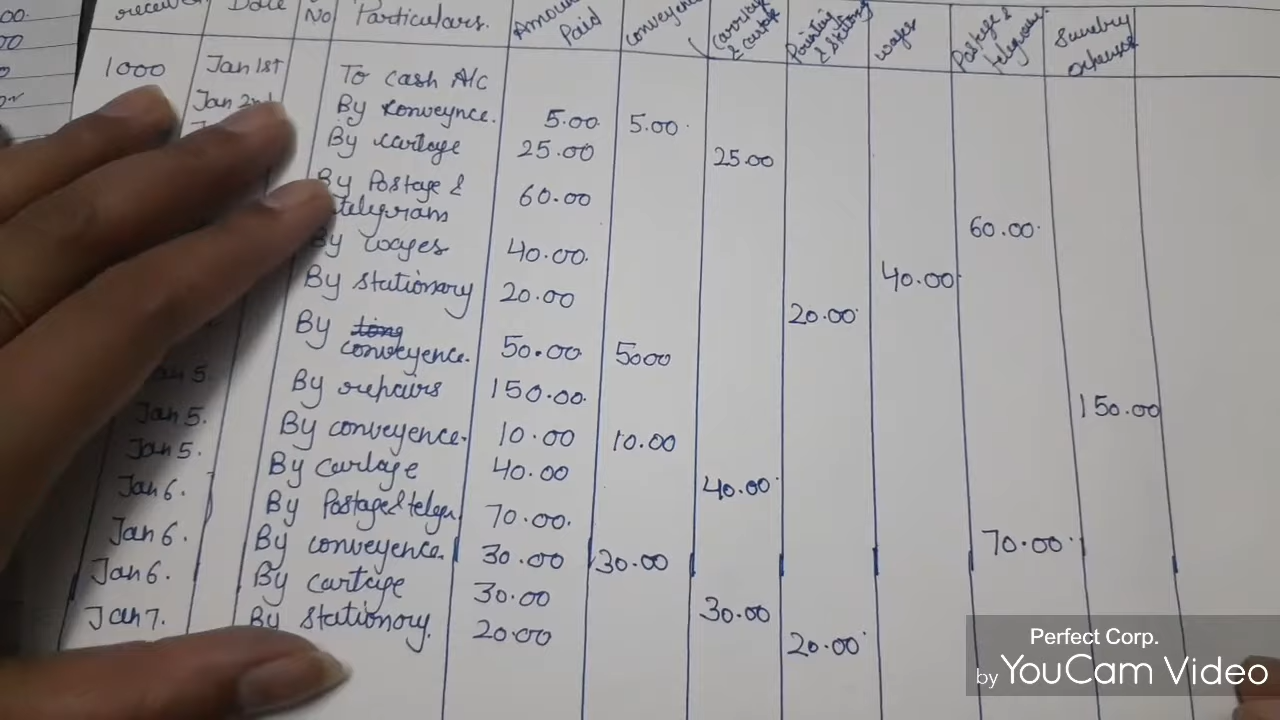 00.
00
received Date No Particulars. Amount Paid conveyence carriage & cartage Printing & stationery wages Postage & telegrams. Sundry expenses
1000 Jan 1st To cash A/c
Jan 2nd By conveynce. 5.00 5.00
By cartage 25.00 25.00
By Postage & telegram 60.00 60.00
By wages 40.00 40.00
By stationary 20.00 20.00
By conveyence. 50.00 5000
Jan 5. By repairs 150.00 150.00
Jan 5. By conveyence. 10.00 10.00
Jan 5. By cartage 40.00 40.00
Jan 6. By Postage & telegr. 70.00 70.00
Jan 6. By conveyence. 30.00 30.00
Jan 6. By cartage 30.00 30.00
Jan 7. By stationary. 20.00 20.00
Perfect Corp.
by YouCam Video